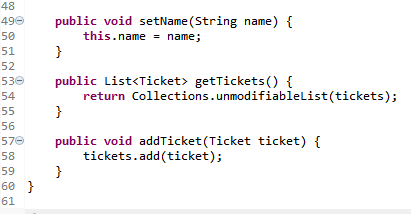 48
49 public void setName(String name) {
50 this.name = name;
51 }
52
53 public List<Ticket> getTickets() {
54 return Collections.unmodifiableList(tickets);
55 }
56
57 public void addTicket(Ticket ticket) {
58 tickets.add(ticket);
59 }
60 }
61